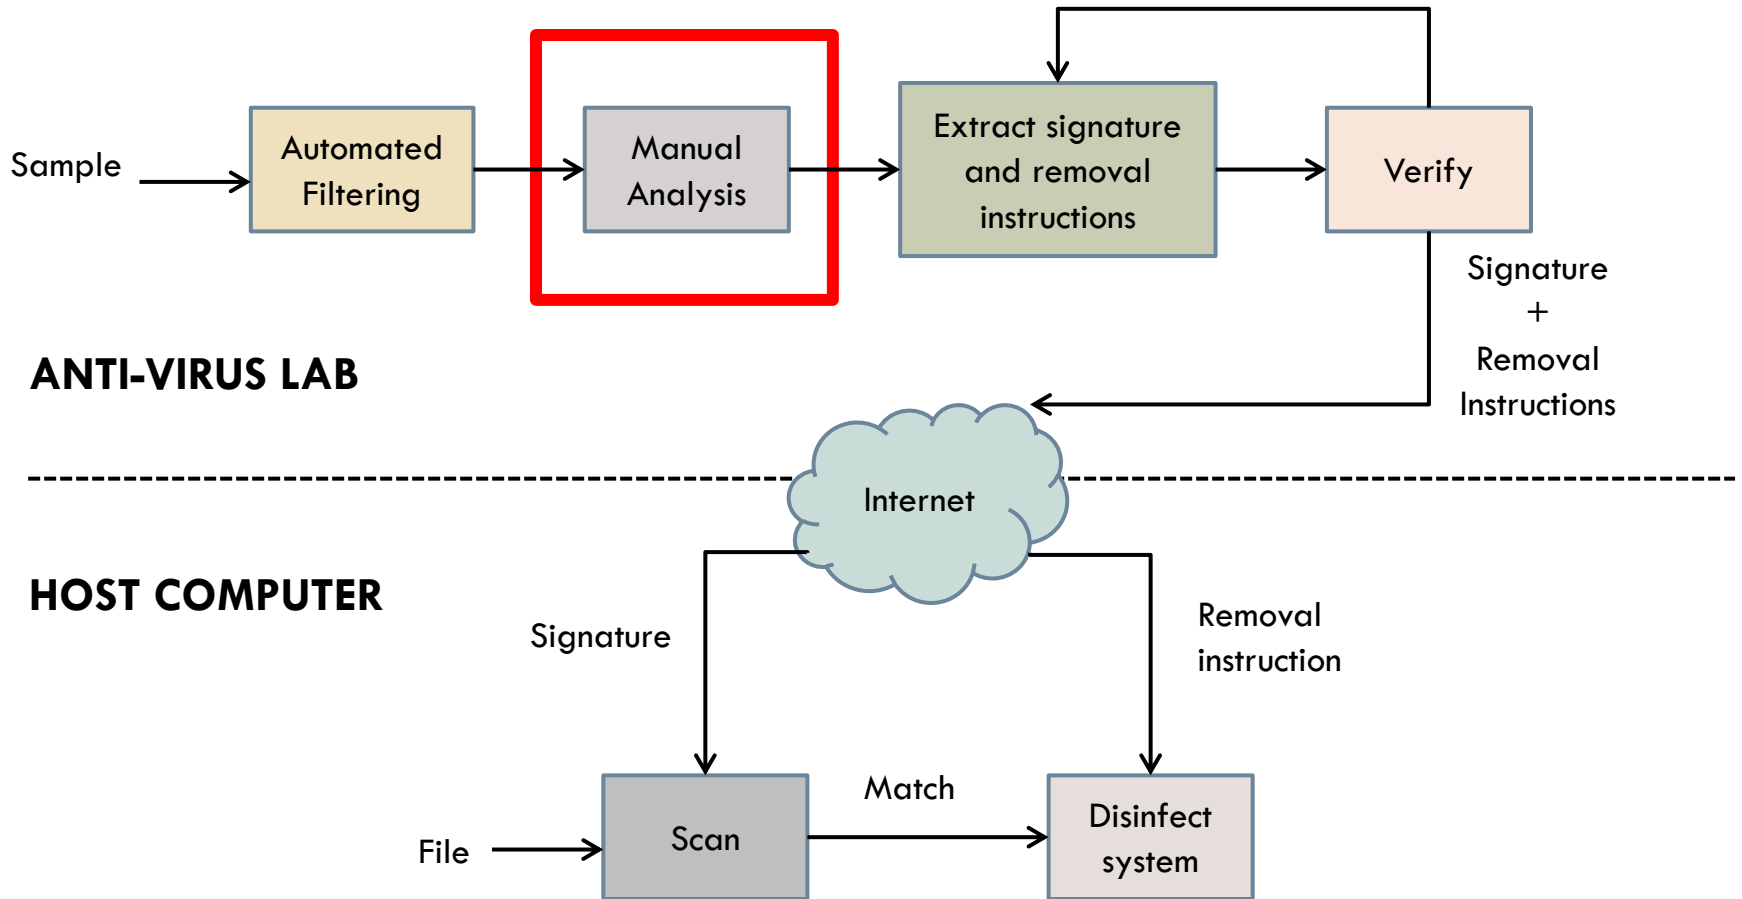 Sample
Automated
Filtering
Manual
Analysis
Extract signature
and removal
instructions
Verify
Signature
+
Removal
Instructions
ANTI-VIRUS LAB
Internet
HOST COMPUTER
Signature
Removal
instruction
File
Scan
Match
Disinfect
system